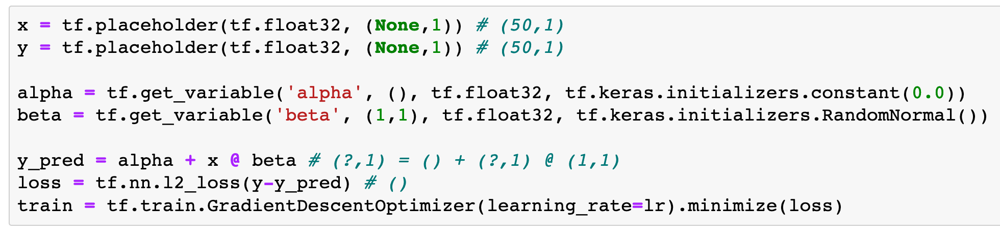 x = tf.placeholder(tf.float32, (None,1)) # (50,1)
y = tf.placeholder(tf.float32, (None,1)) # (50,1)
alpha = tf.get_variable('alpha', (), tf.float32, tf.keras.initializers.constant(0.0))
beta = tf.get_variable('beta', (1,1), tf.float32, tf.keras.initializers.RandomNormal())
y_pred = alpha + x @ beta # (?,1) = () + (?,1) @ (1,1)
loss = tf.nn.l2_loss(y-y_pred) # ()
train = tf.train.GradientDescentOptimizer(learning_rate=lr).minimize(loss)